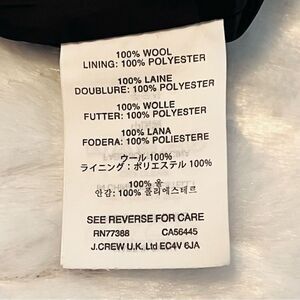 100% WOOL
LINING: 100% POLYESTER
100% LAINE
DOUBLURE: 100% POLYESTER
100% WOLLE
FUTTER: 100% POLYESTER
100% LANA
FODERA: 100% POLIESTERE
ウール 100%
ライニング : ポリエステル 100%
100% 울
안감: 100% 폴리에스테르
SEE REVERSE FOR CARE
RN77388 CA56445
J.CREW U.K. Ltd EC4V 6JA